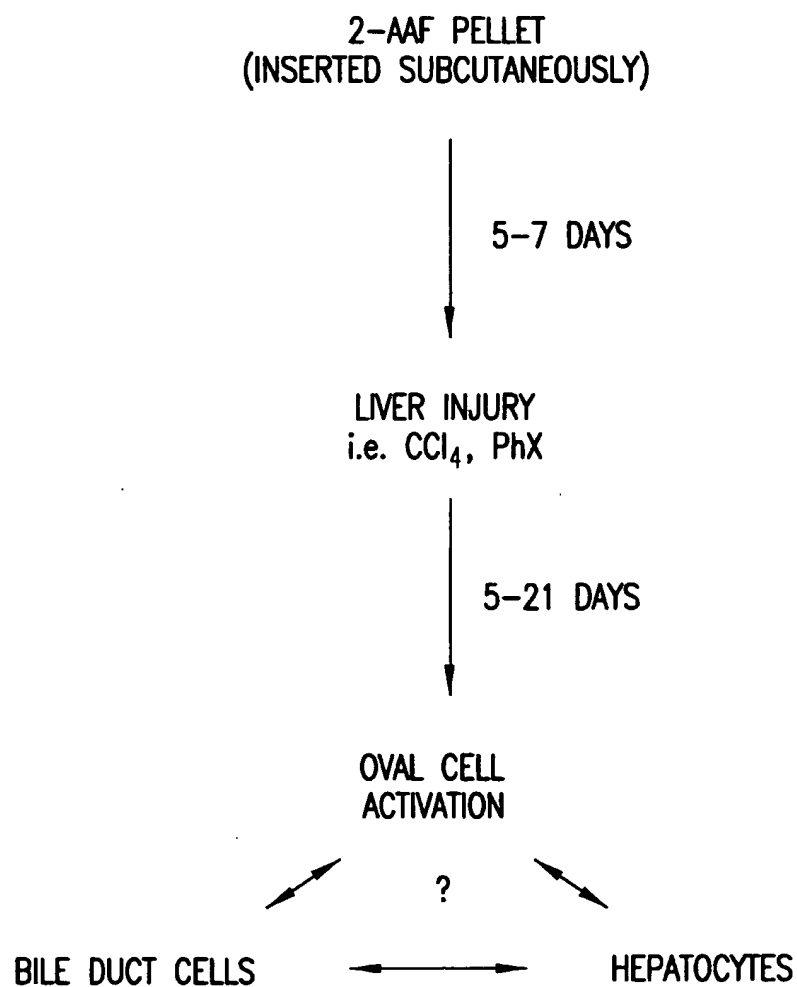 2-AAF PELLET
(INSERTED SUBCUTANEOUSLY)
5-7 DAYS
LIVER INJURY
i.e. CCl₄, PhX
5-21 DAYS
OVAL CELL
ACTIVATION
?
BILE DUCT CELLS
HEPATOCYTES